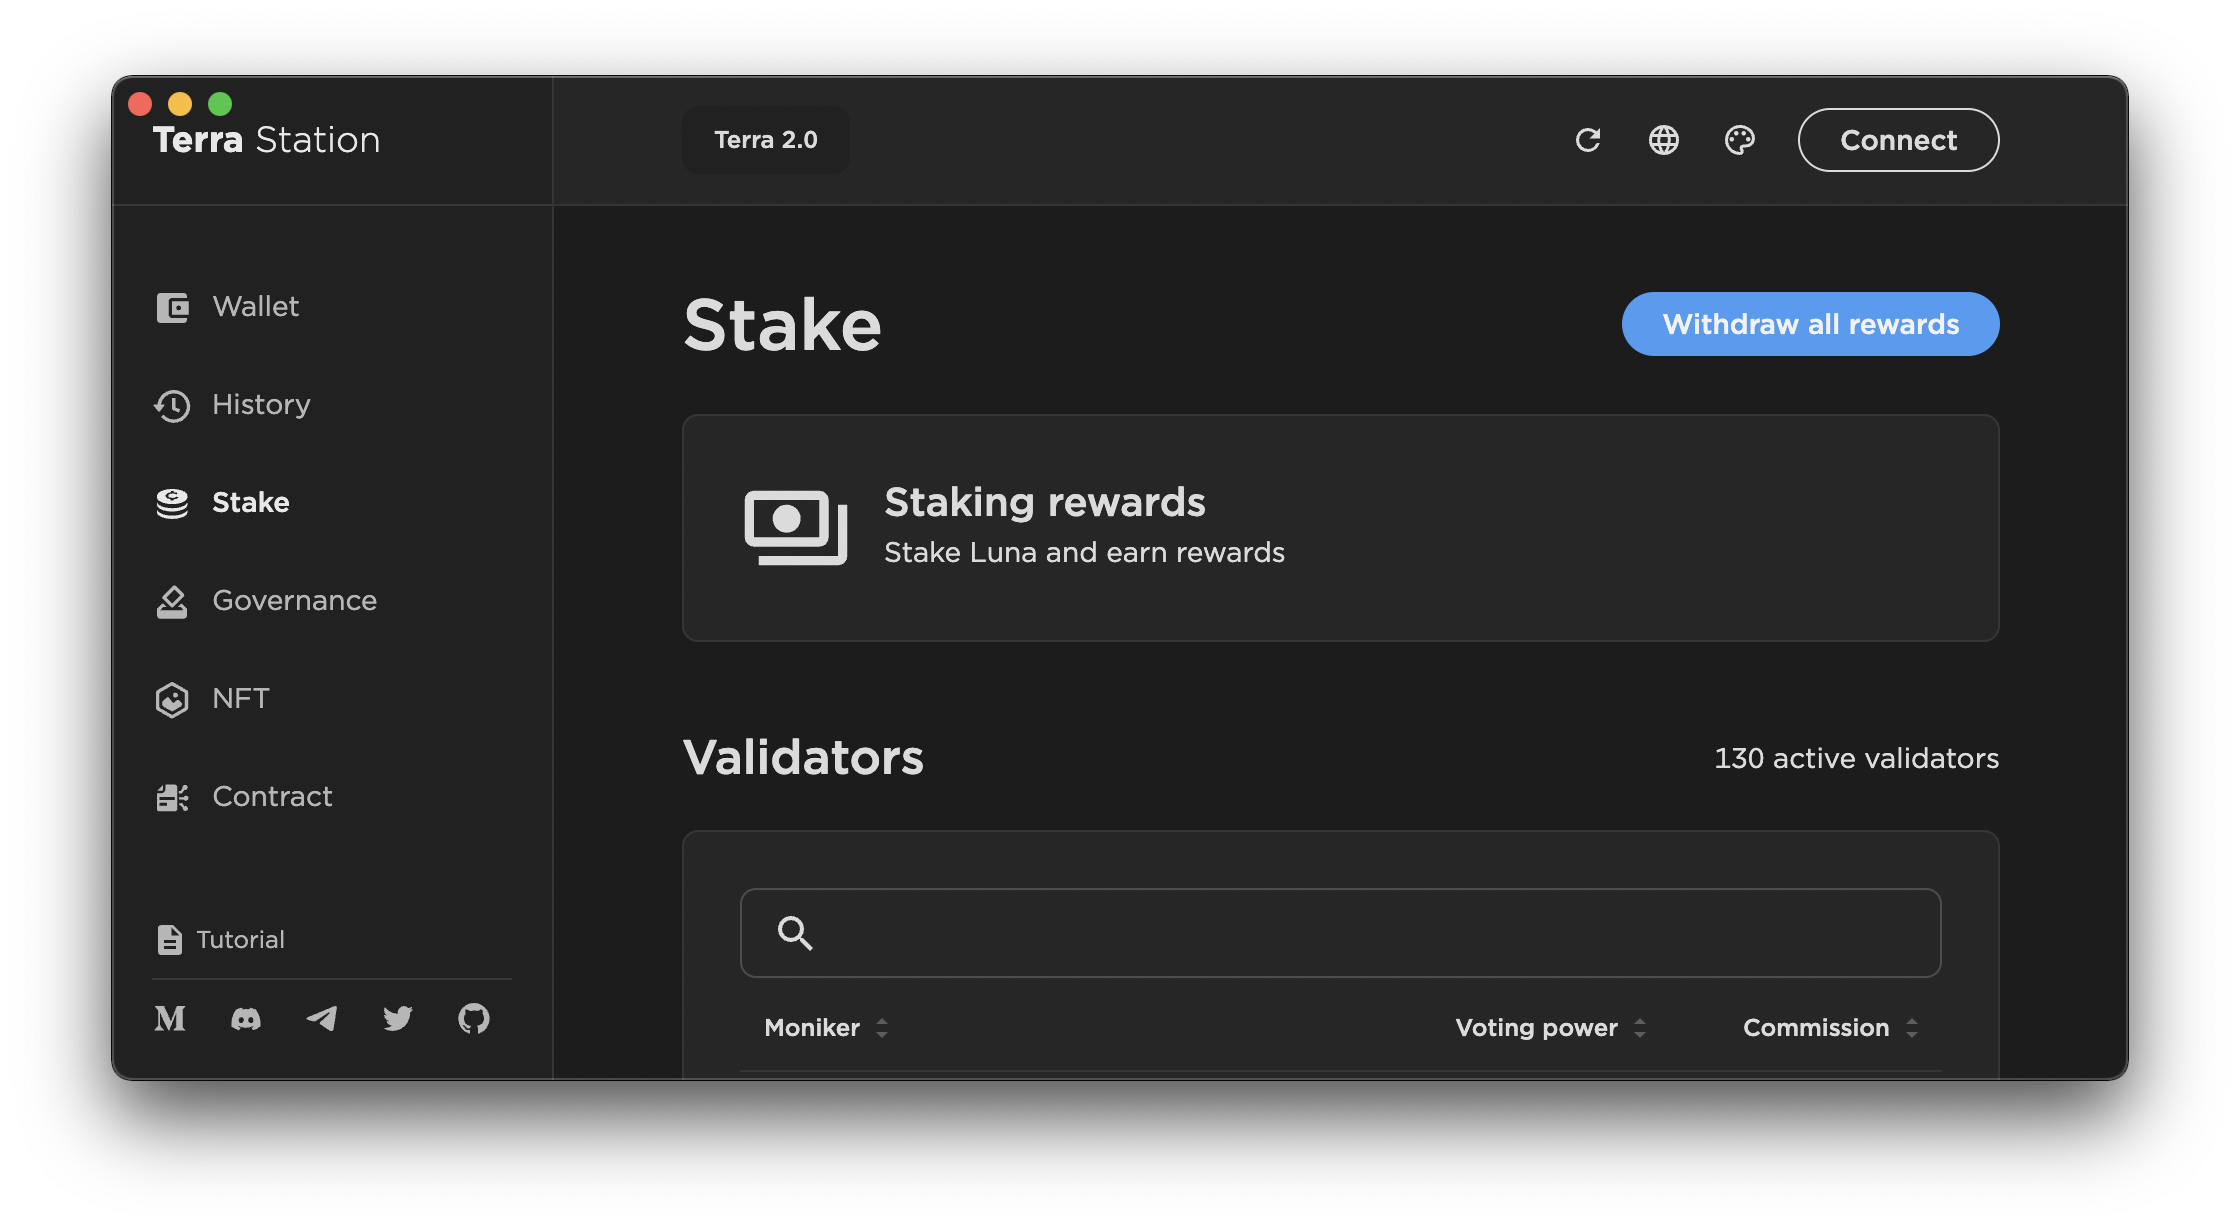 Terra Station
Terra 2.0
Connect
Wallet
History
Stake
Governance
NFT
Contract
Tutorial
Stake
Withdraw all rewards
Staking rewards
Stake Luna and earn rewards
Validators
130 active validators
Moniker
Voting power
Commission